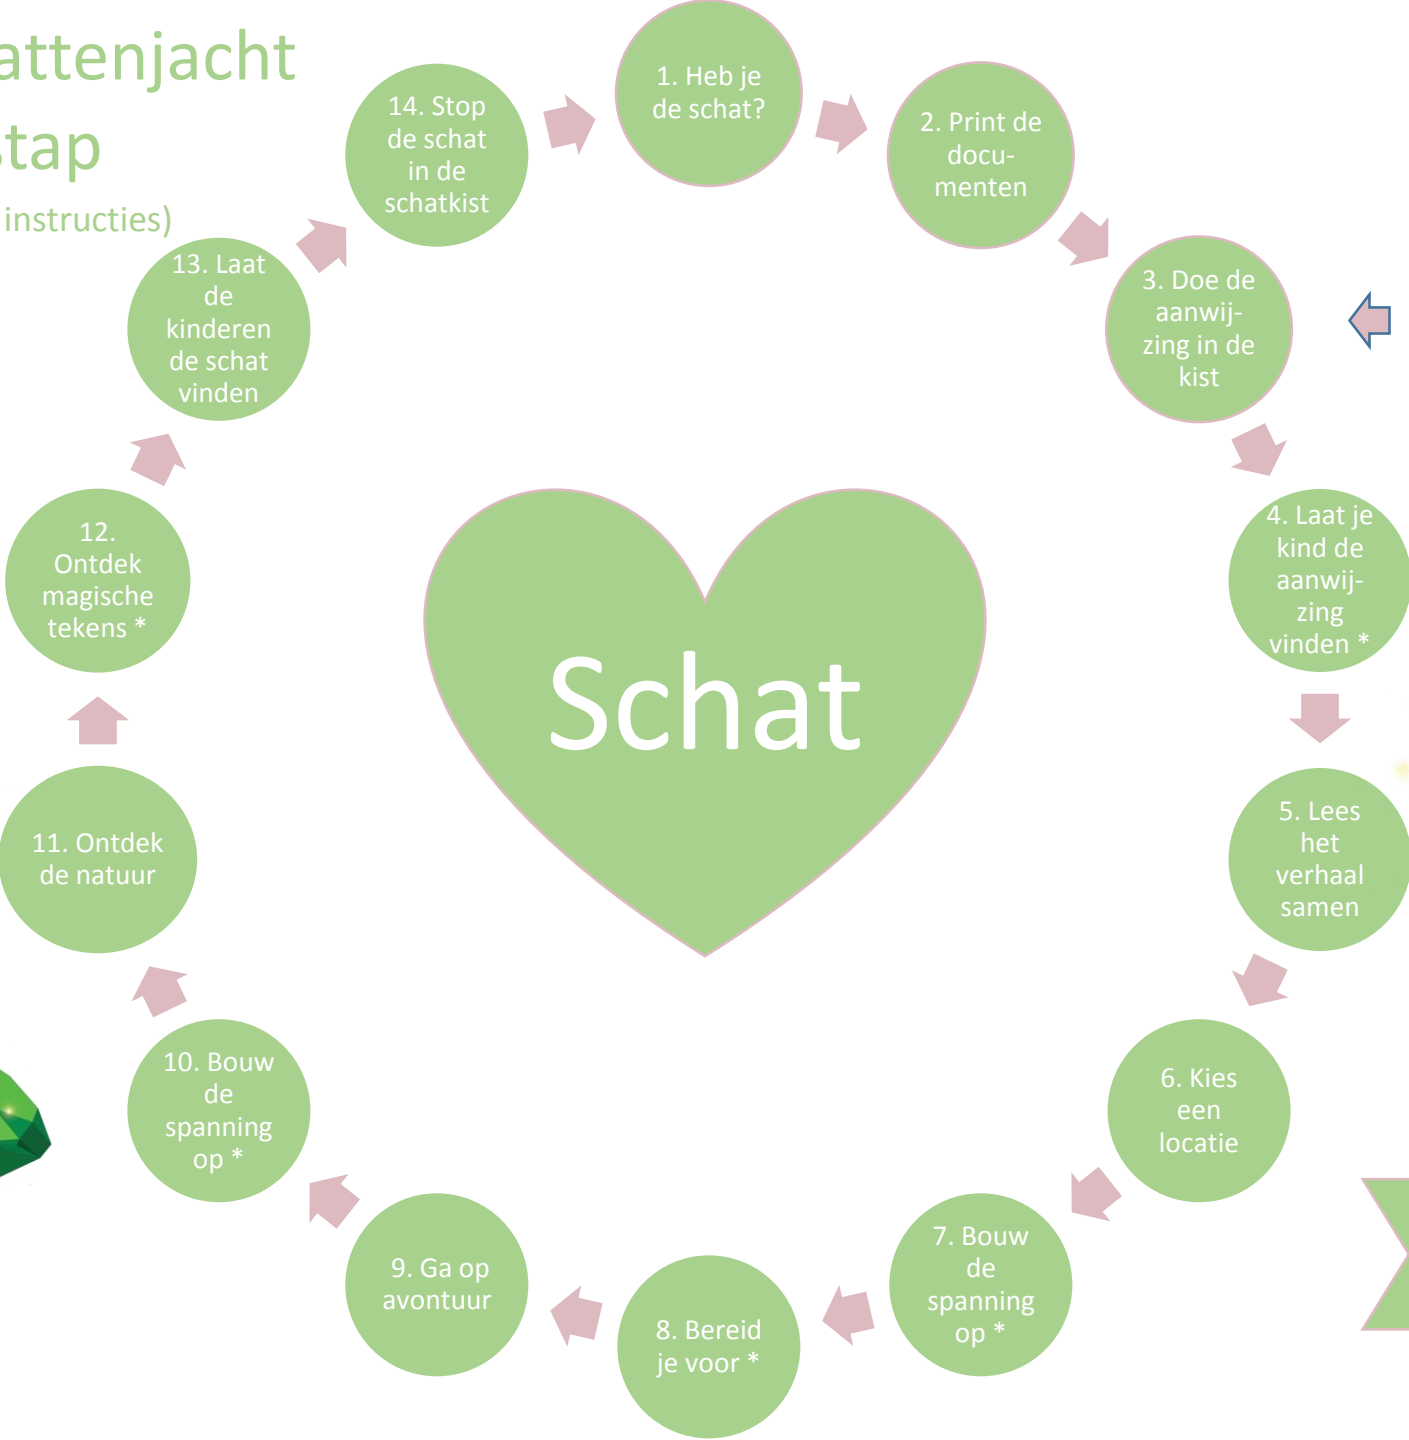 attenjacht
stap
instructies)
1. Heb je
de schat?
2. Print de
docu-
menten
3. Doe de
aanwij-
zing in de
kist
4. Laat je
kind de
aanwij-
zing
vinden *
5. Lees
het
verhaal
samen
6. Kies
een
locatie
7. Bouw
de
spanning
op *
8. Bereid
je voor *
9. Ga op
avontuur
10. Bouw
de
spanning
op *
11. Ontdek
de natuur
12.
Ontdek
magische
tekens *
13. Laat
de
kinderen
de schat
vinden
14. Stop
de schat
in de
schatkist
Schat